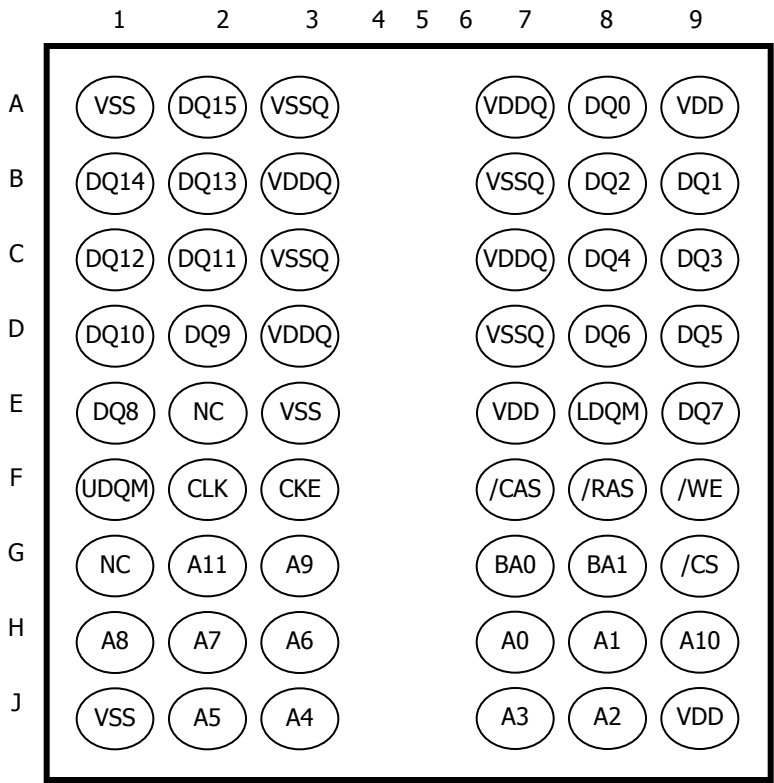 1 2 3 4 5 6 7 8 9
A VSS DQ15 VSSQ VDDQ DQ0 VDD
B DQ14 DQ13 VDDQ VSSQ DQ2 DQ1
C DQ12 DQ11 VSSQ VDDQ DQ4 DQ3
D DQ10 DQ9 VDDQ VSSQ DQ6 DQ5
E DQ8 NC VSS VDD LDQM DQ7
F UDQM CLK CKE /CAS /RAS /WE
G NC A11 A9 BA0 BA1 /CS
H A8 A7 A6 A0 A1 A10
J VSS A5 A4 A3 A2 VDD